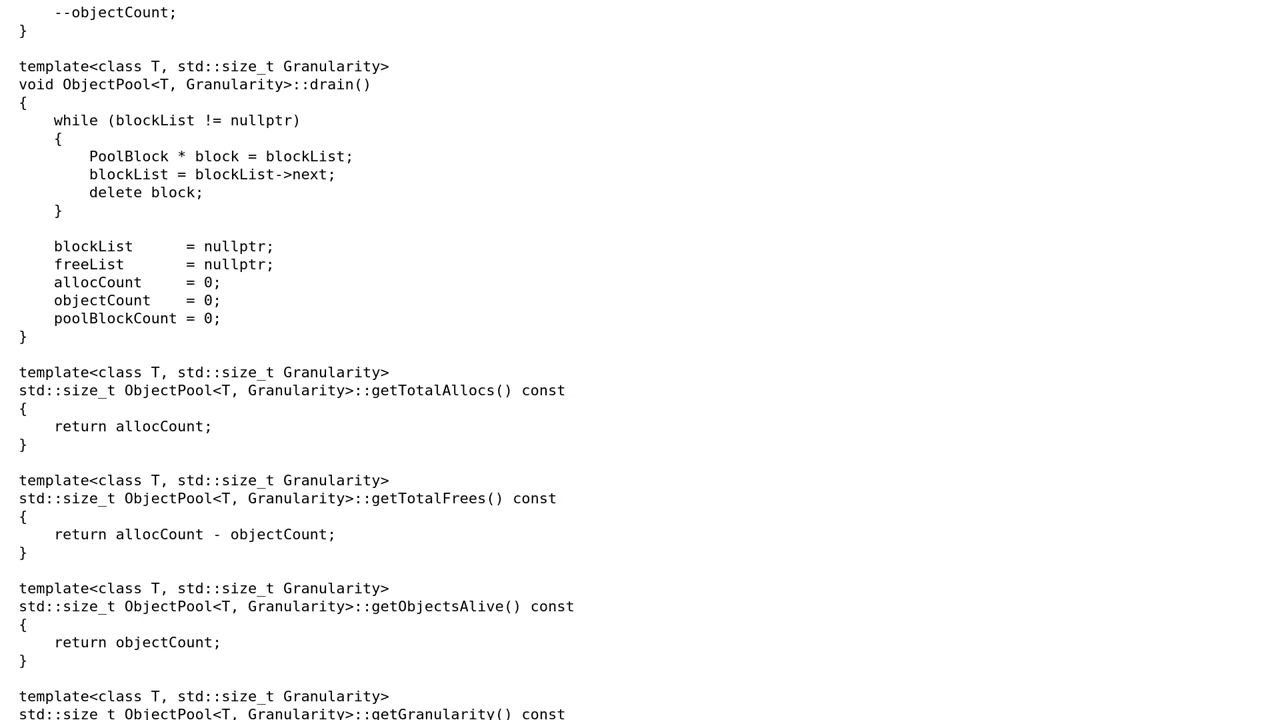 --objectCount;
}

template<class T, std::size_t Granularity>
void ObjectPool<T, Granularity>::drain()
{
    while (blockList != nullptr)
    {
        PoolBlock * block = blockList;
        blockList = blockList->next;
        delete block;
    }

    blockList      = nullptr;
    freeList       = nullptr;
    allocCount     = 0;
    objectCount    = 0;
    poolBlockCount = 0;
}

template<class T, std::size_t Granularity>
std::size_t ObjectPool<T, Granularity>::getTotalAllocs() const
{
    return allocCount;
}

template<class T, std::size_t Granularity>
std::size_t ObjectPool<T, Granularity>::getTotalFrees() const
{
    return allocCount - objectCount;
}

template<class T, std::size_t Granularity>
std::size_t ObjectPool<T, Granularity>::getObjectsAlive() const
{
    return objectCount;
}

template<class T, std::size_t Granularity>
std::size_t ObjectPool<T, Granularity>::getGranularity() const